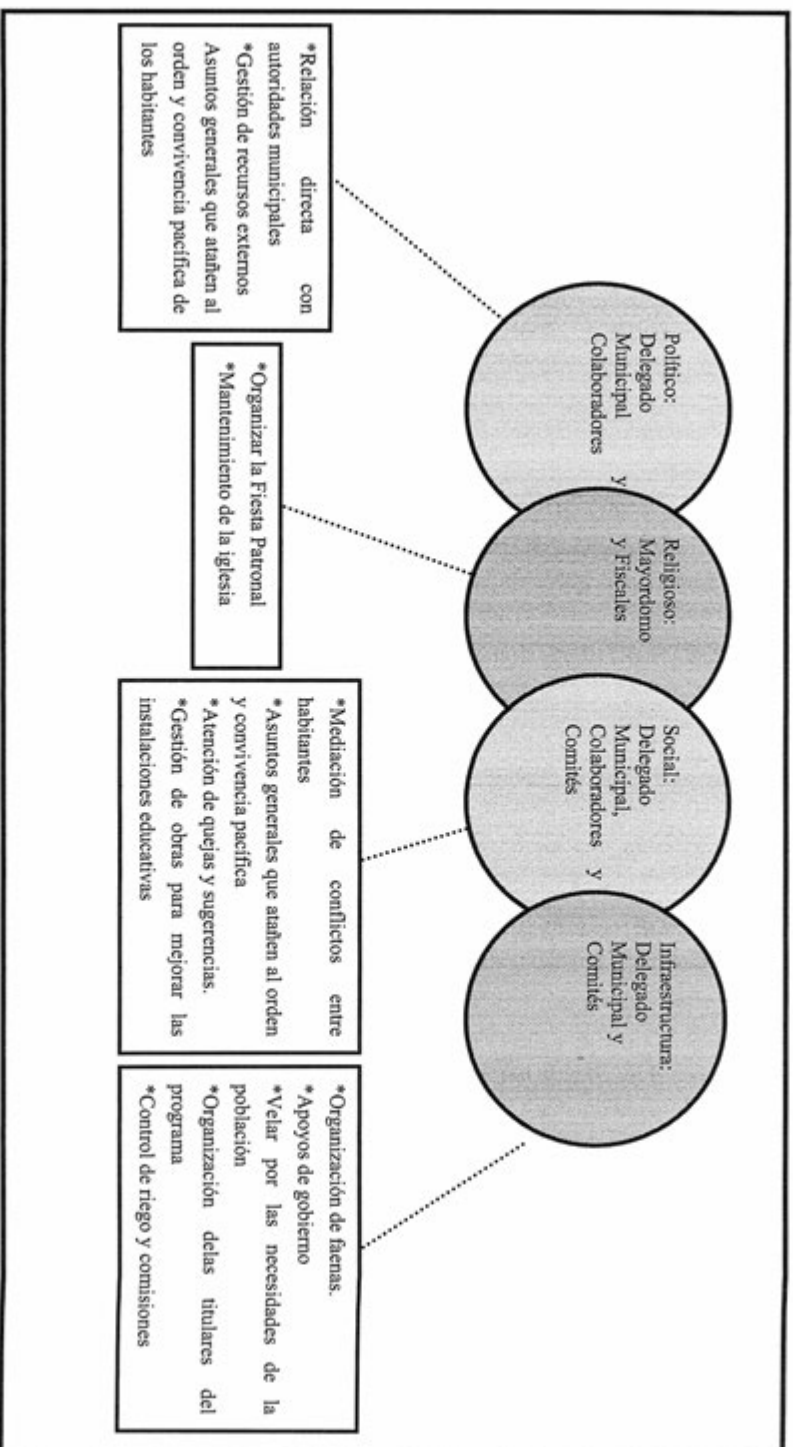 Político:
Delegado
Municipal y
Colaboradores
Religioso:
Mayordomo
y Fiscales
Social:
Delegado
Municipal,
Colaboradores y
Comités
Infraestructura:
Delegado
Municipal y
Comités
*Relación directa con
autoridades municipales
*Gestión de recursos externos
Asuntos generales que atañen al
orden y convivencia pacífica de
los habitantes
*Organizar la Fiesta Patronal
*Mantenimiento de la iglesia
*Mediación de conflictos entre
habitantes
*Asuntos generales que atañen al orden
y convivencia pacífica
*Atención de quejas y sugerencias.
*Gestión de obras para mejorar las
instalaciones educativas
*Organización de faenas.
*Apoyos de gobierno
*Velar por las necesidades de la
población
*Organización delas titulares del
programa
*Control de riego y comisiones